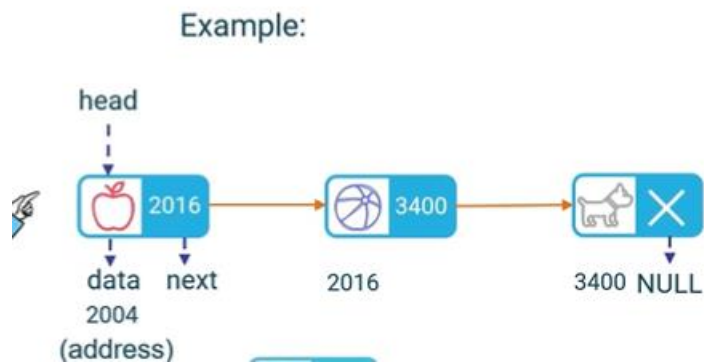 Example:
head
2016
3400
data next
2016
3400 NULL
2004
(address)